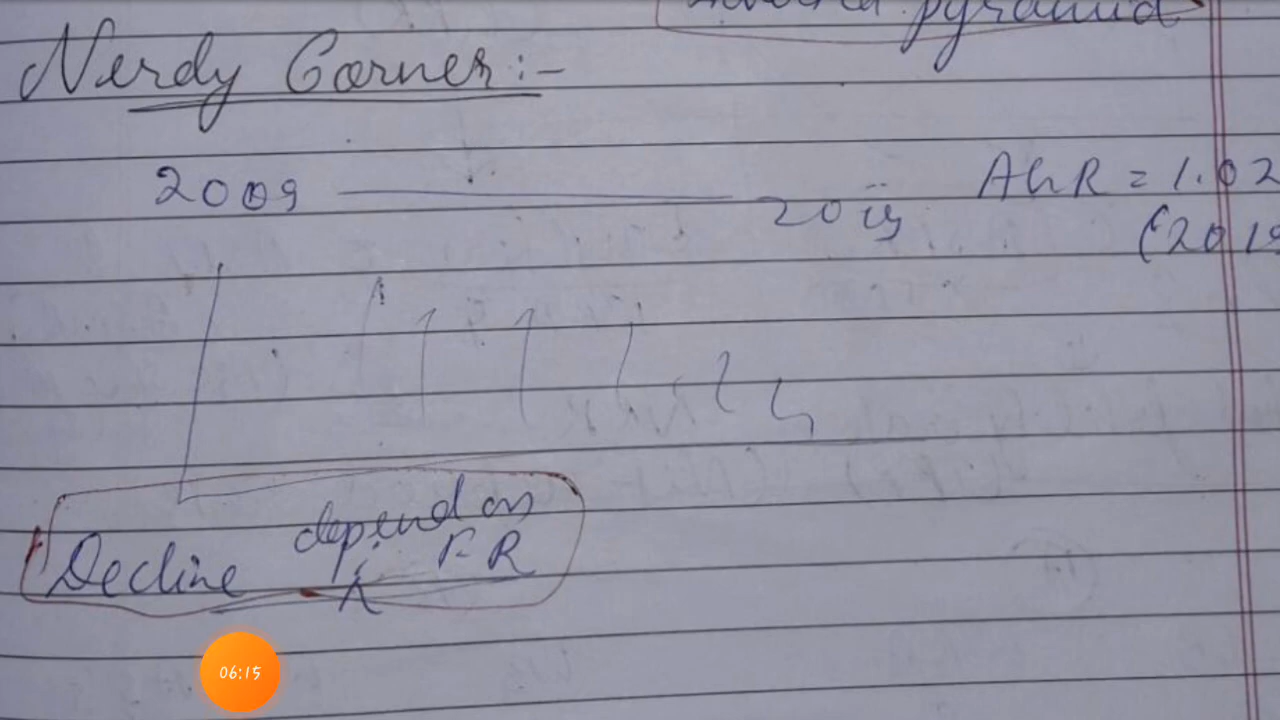 pyramid
Nerdy Corner:-
2009 2019 AGR = 1.02
(2019
Decline depend on FR
06:15